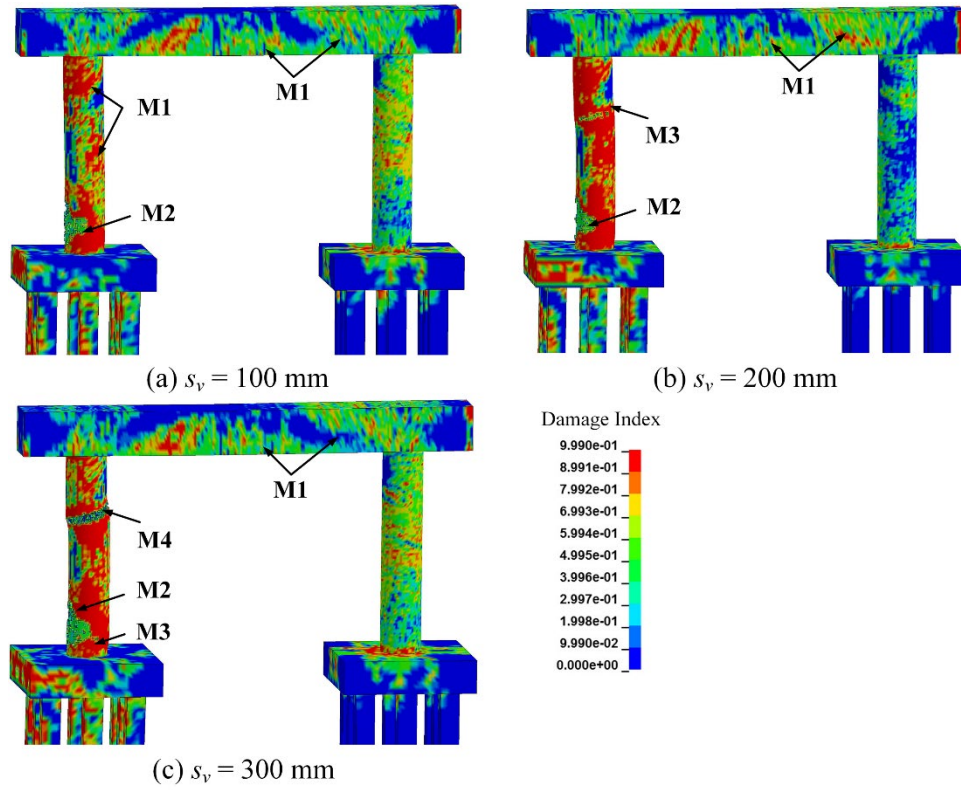 M1
M1
M2
(a) sᵥ = 100 mm
M1
M3
M2
(b) sᵥ = 200 mm
M1
M4
M2
M3
(c) sᵥ = 300 mm
Damage Index
9.990e-01
8.991e-01
7.992e-01
6.993e-01
5.994e-01
4.995e-01
3.996e-01
2.997e-01
1.998e-01
9.990e-02
0.000e+00